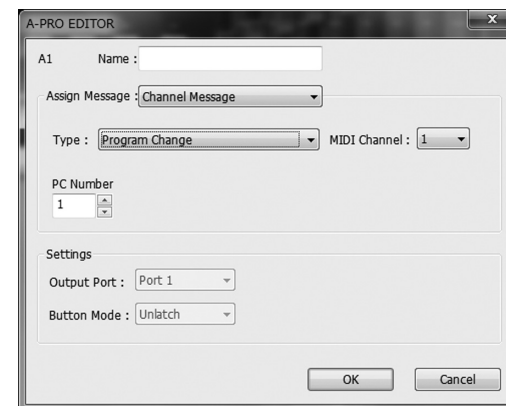 A-PRO EDITOR
A1 Name :
Assign Message : Channel Message
Type : Program Change MIDI Channel : 1
PC Number
1
Settings
Output Port : Port 1
Button Mode : Unlatch
OK Cancel